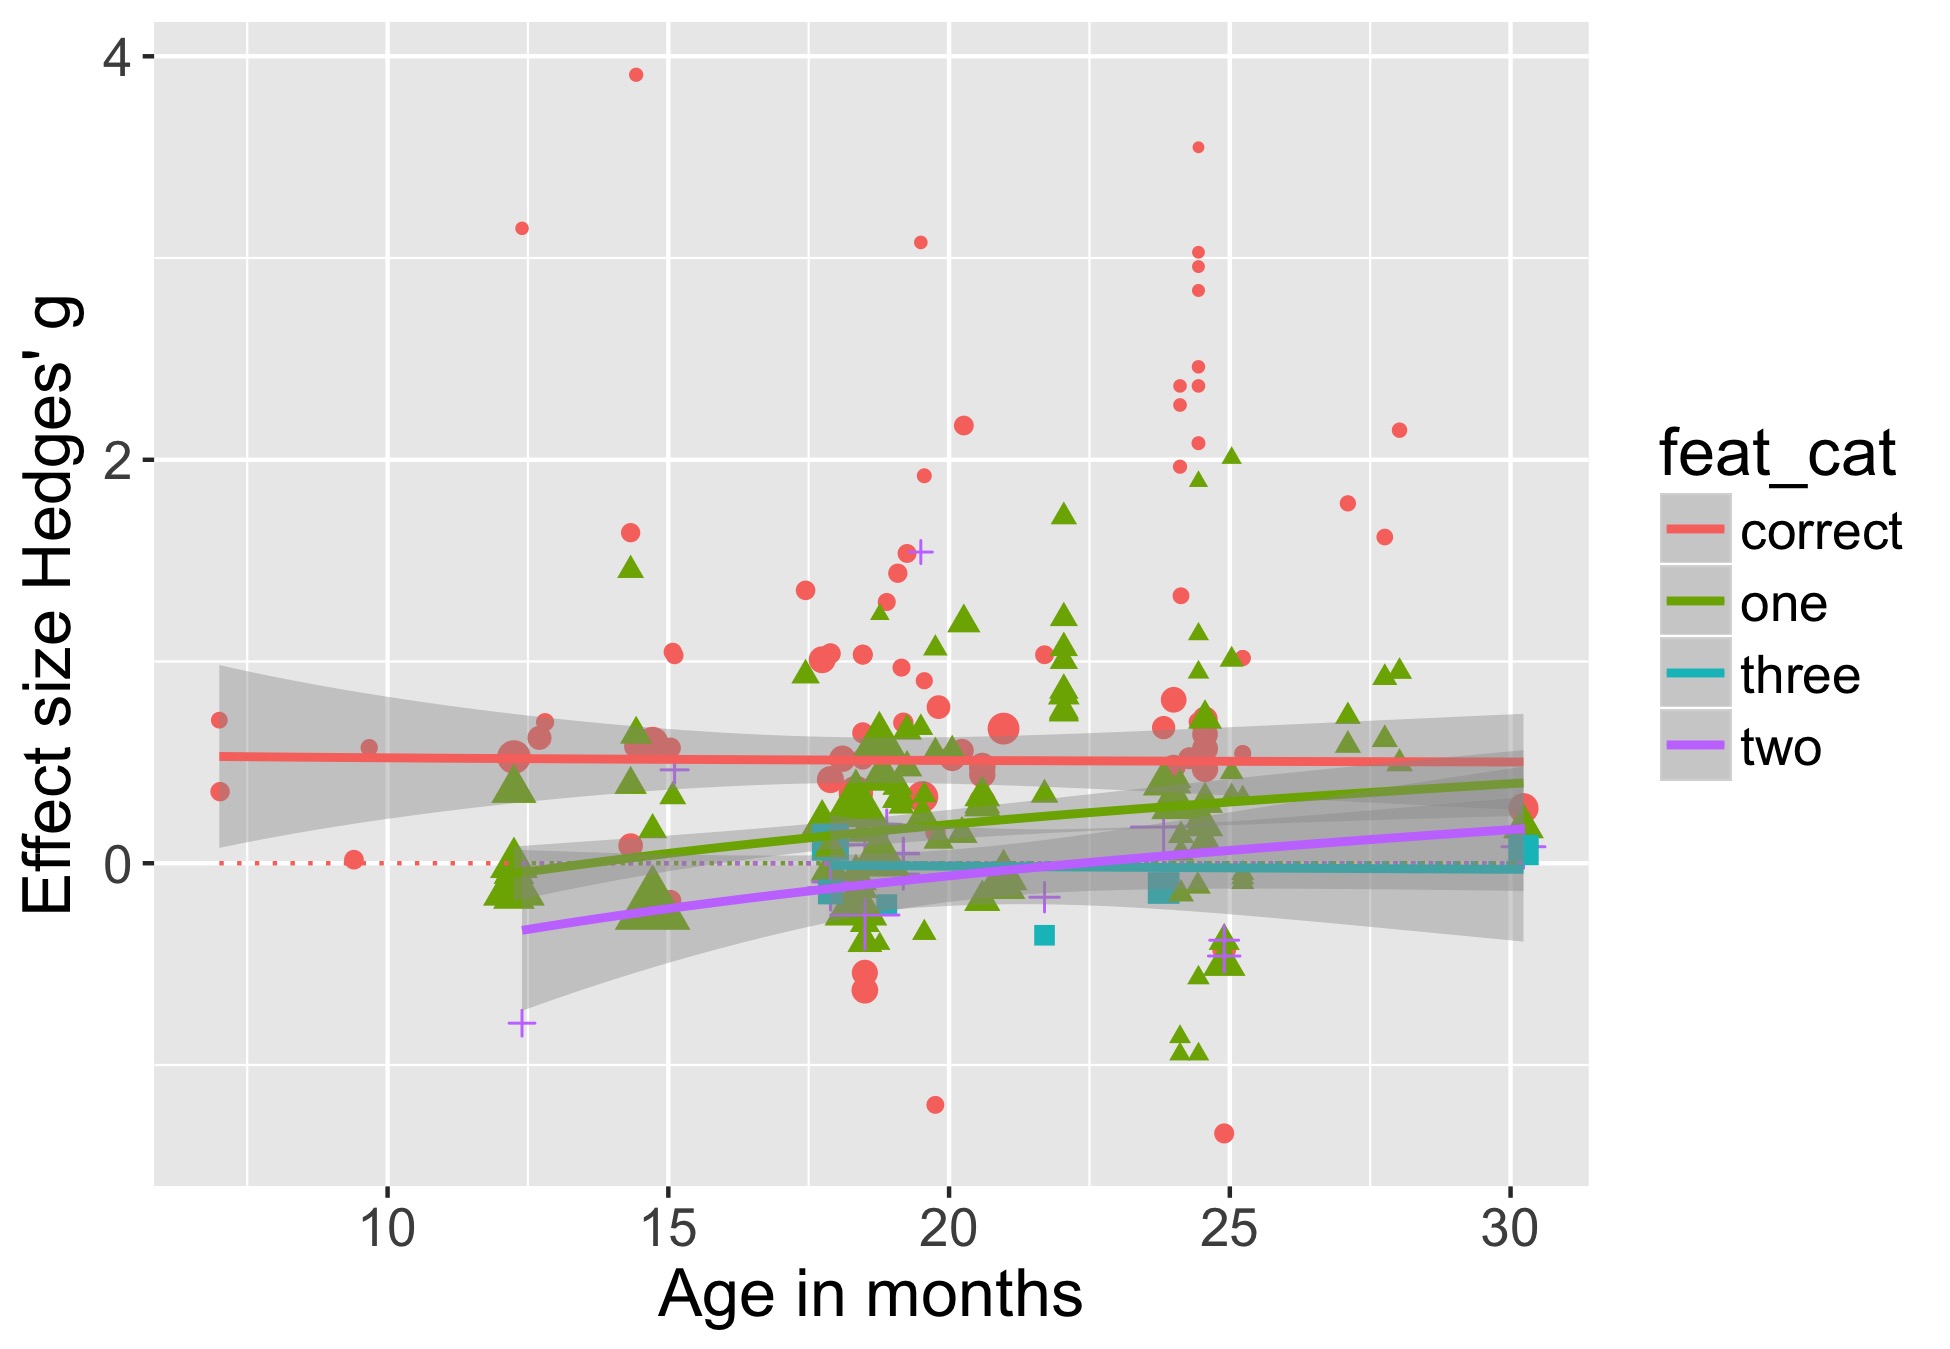 Effect size Hedges' g
4
2
0
10 15 20 25 30
Age in months
feat_cat
correct
one
three
two